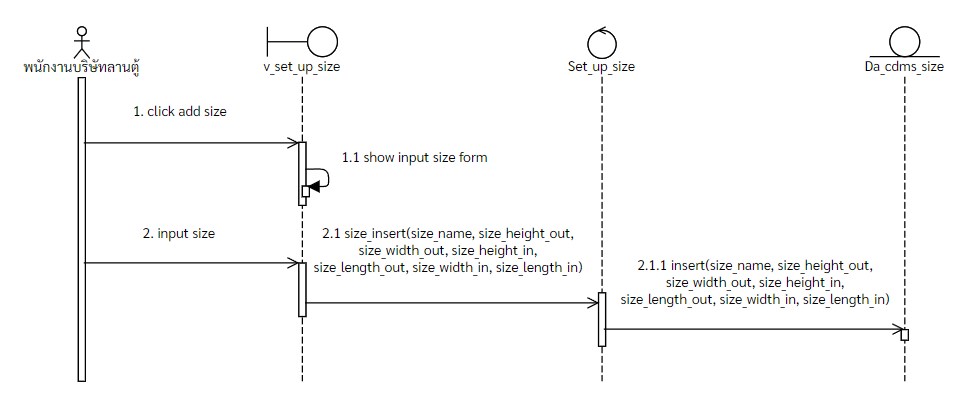 พนักงานบริษัทลานตู้
v_set_up_size
Set_up_size
Da_cdms_size
1. click add size
1.1 show input size form
2. input size
2.1 size_insert(size_name, size_height_out,
size_width_out, size_height_in,
size_length_out, size_width_in, size_length_in)
2.1.1 insert(size_name, size_height_out,
size_width_out, size_height_in,
size_length_out, size_width_in, size_length_in)